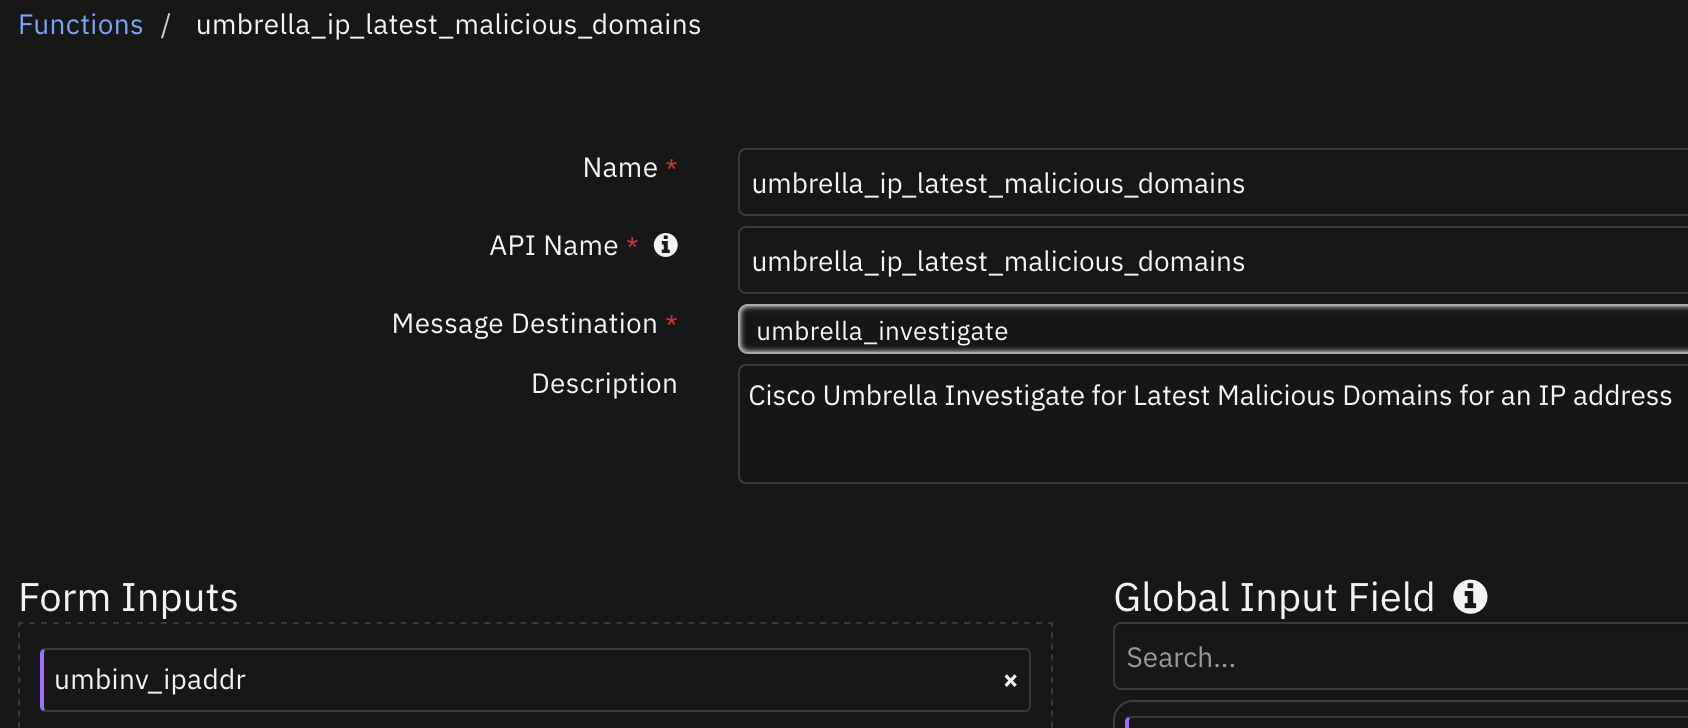 Functions / umbrella_ip_latest_malicious_domains
Name *
umbrella_ip_latest_malicious_domains
API Name *
umbrella_ip_latest_malicious_domains
Message Destination *
umbrella_investigate
Description
Cisco Umbrella Investigate for Latest Malicious Domains for an IP address
Form Inputs
umbinv_ipaddr ×
Global Input Field
Search...